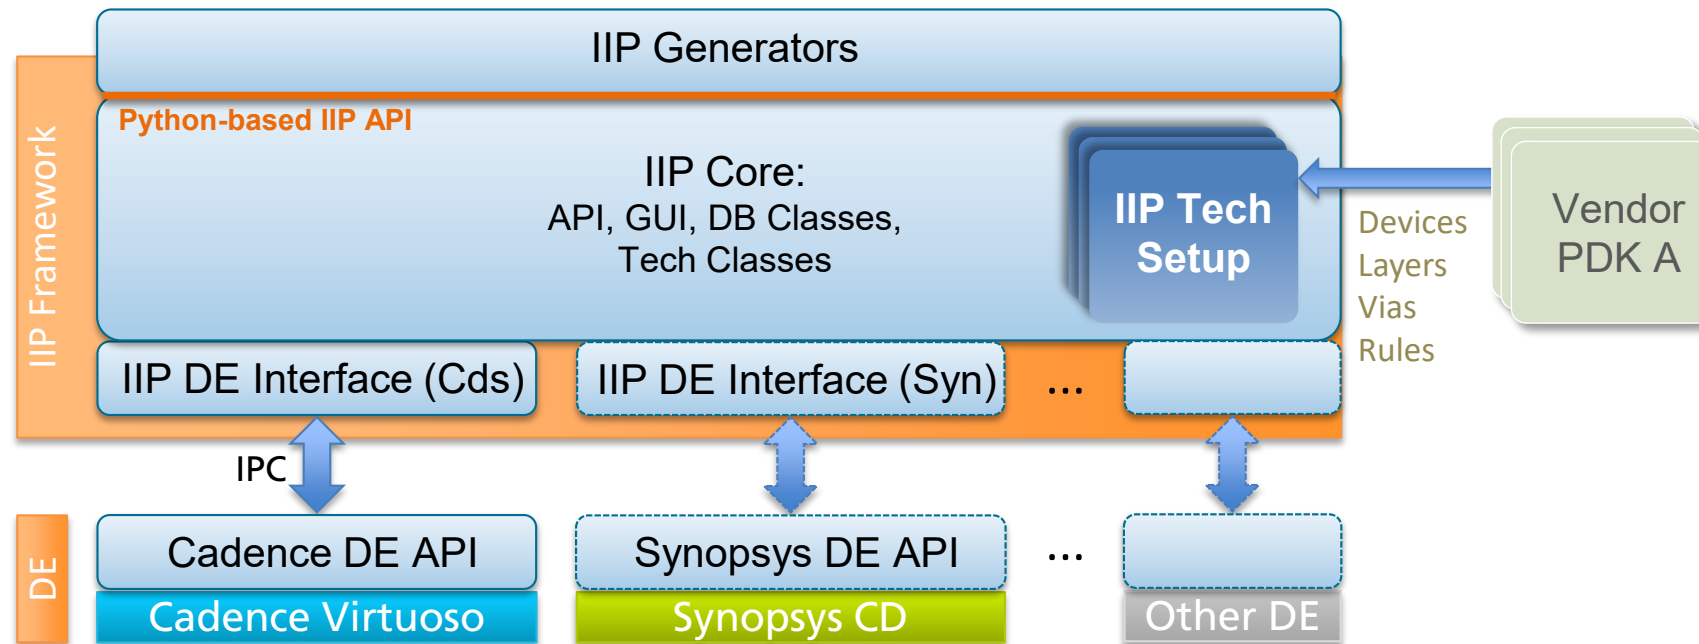 IIP Generators
Python-based IIP API
IIP Framework
IIP Core:
API, GUI, DB Classes,
Tech Classes
IIP Tech
Setup
Devices
Layers
Vias
Rules
Vendor
PDK A
IIP DE Interface (Cds)
IIP DE Interface (Syn)
...
IPC
DE
Cadence DE API
Synopsys DE API
...
Cadence Virtuoso
Synopsys CD
Other DE